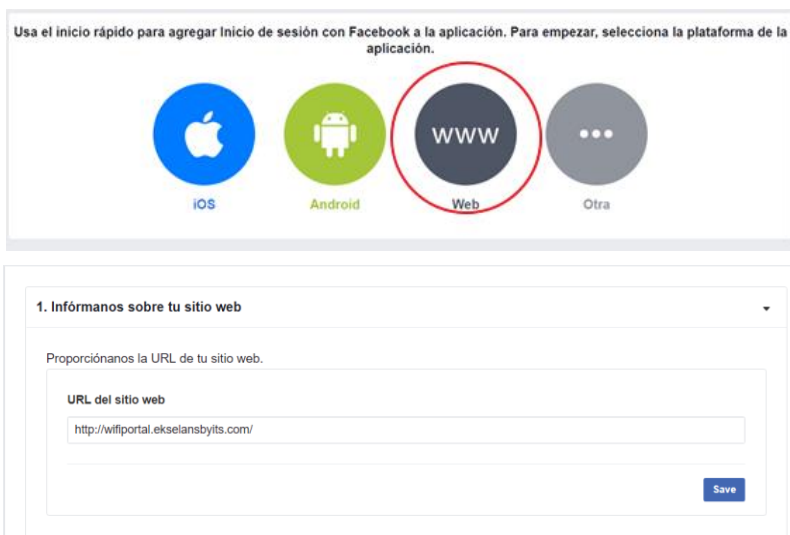 Usa el inicio rápido para agregar Inicio de sesión con Facebook a la aplicación. Para empezar, selecciona la plataforma de la
aplicación.
www
iOS
Android
Web
Otra
1. Infórmanos sobre tu sitio web
Proporciónanos la URL de tu sitio web.
URL del sitio web
http://wifiportal.ekselansbyits.com/
Save